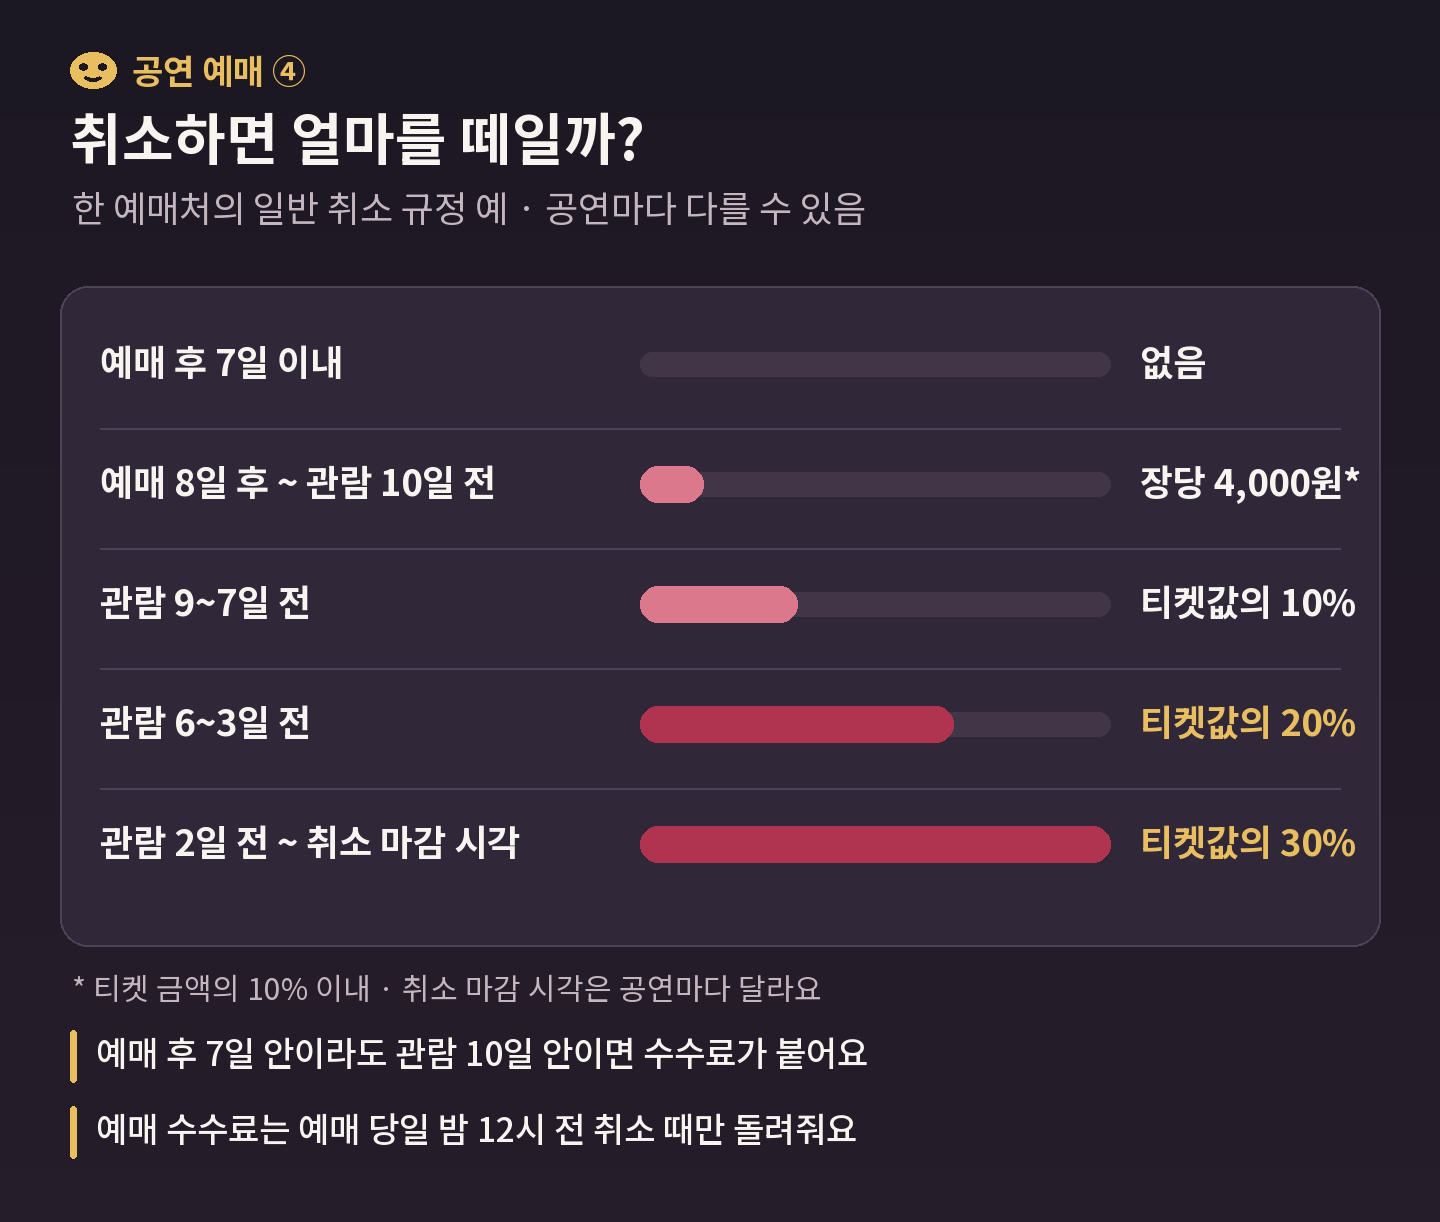 공연 예매 ④
취소하면 얼마를 떼일까?
한 예매처의 일반 취소 규정 예 · 공연마다 다를 수 있음
예매 후 7일 이내 없음
예매 8일 후 ~ 관람 10일 전 장당 4,000원*
관람 9~7일 전 티켓값의 10%
관람 6~3일 전 티켓값의 20%
관람 2일 전 ~ 취소 마감 시각 티켓값의 30%
* 티켓 금액의 10% 이내 · 취소 마감 시각은 공연마다 달라요
예매 후 7일 안이라도 관람 10일 안이면 수수료가 붙어요
예매 수수료는 예매 당일 밤 12시 전 취소 때만 돌려줘요